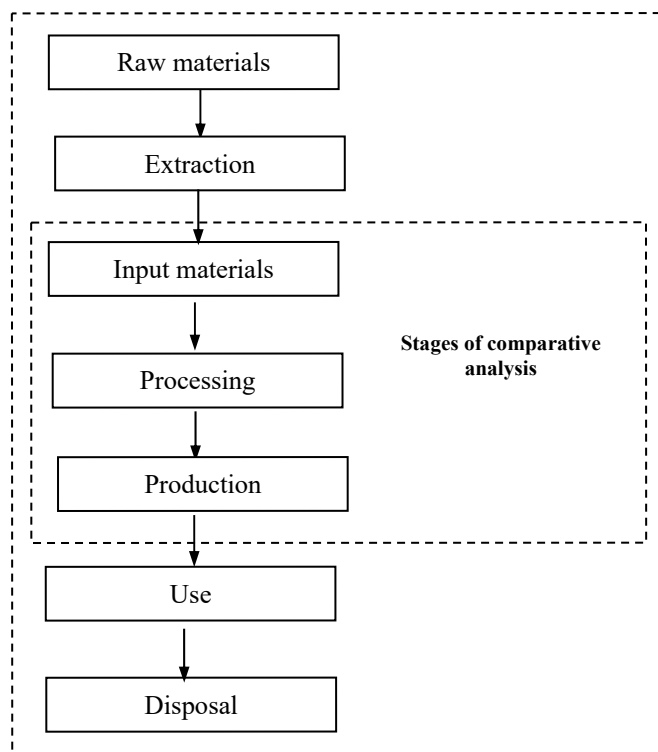 Raw materials
Extraction
Input materials
Stages of comparative
analysis
Processing
Production
Use
Disposal